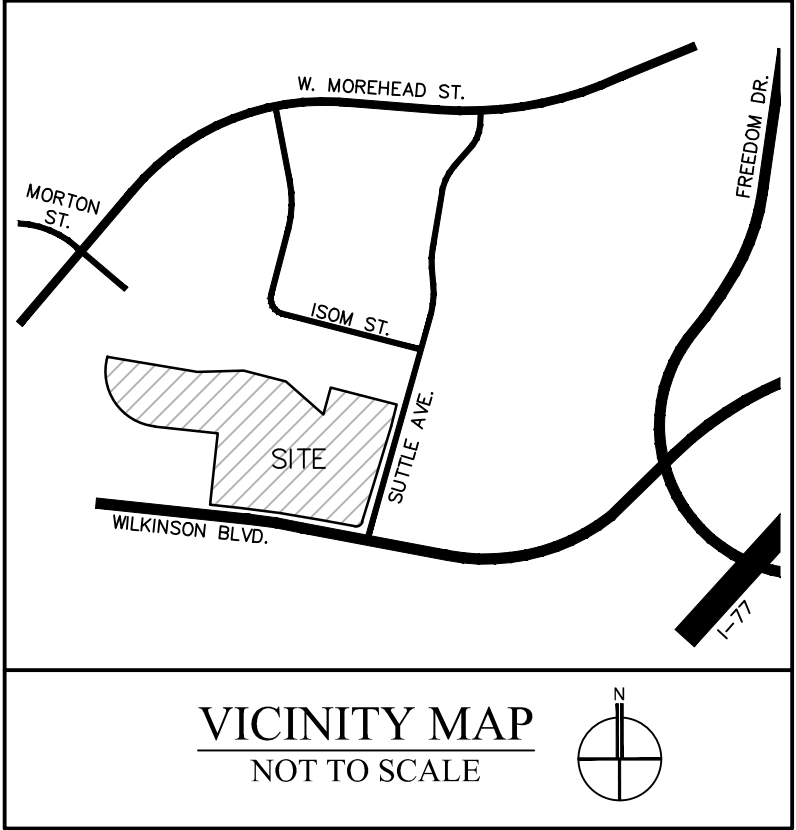 W. MOREHEAD ST.
FREEDOM DR.
MORTON
ST.
ISOM ST.
SUTTLE AVE.
SITE
WILKINSON BLVD.
I-77
N
VICINITY MAP
NOT TO SCALE